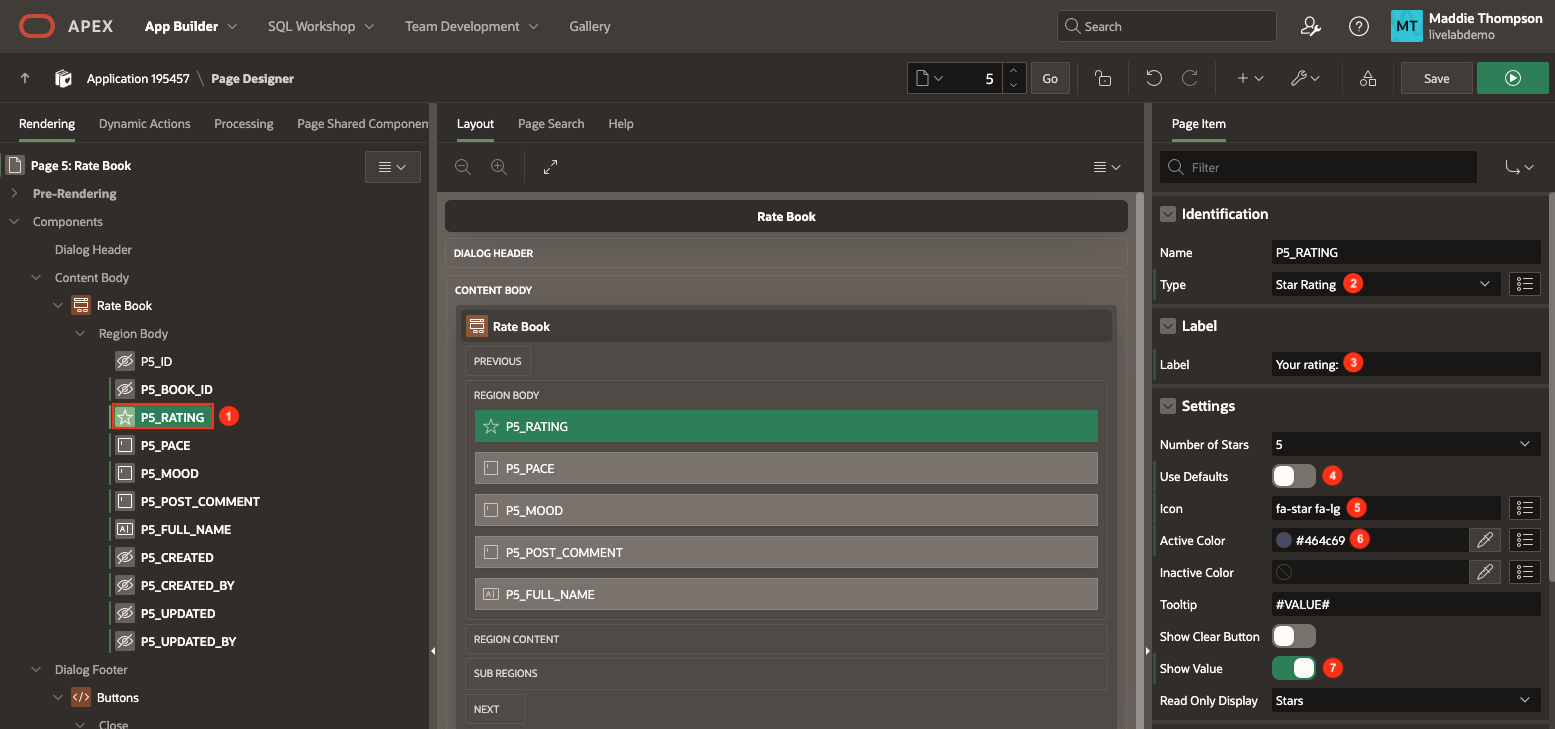 APEX
App Builder
SQL Workshop
Team Development
Gallery
Search
MT
Maddie Thompson
livelabdemo
Application 195457 \ Page Designer
5
Go
Save
Rendering
Dynamic Actions
Processing
Page Shared Componen
Page 5: Rate Book
Pre-Rendering
Components
Dialog Header
Content Body
Rate Book
Region Body
P5_ID
P5_BOOK_ID
P5_RATING 1
P5_PACE
P5_MOOD
P5_POST_COMMENT
P5_FULL_NAME
P5_CREATED
P5_CREATED_BY
P5_UPDATED
P5_UPDATED_BY
Dialog Footer
Buttons
Close
Layout
Page Search
Help
Rate Book
DIALOG HEADER
CONTENT BODY
Rate Book
PREVIOUS
REGION BODY
P5_RATING
P5_PACE
P5_MOOD
P5_POST_COMMENT
P5_FULL_NAME
REGION CONTENT
SUB REGIONS
NEXT
Page Item
Filter
Identification
Name P5_RATING
Type Star Rating 2
Label
Label Your rating: 3
Settings
Number of Stars 5
Use Defaults 4
Icon fa-star fa-lg 5
Active Color #464c69 6
Inactive Color
Tooltip #VALUE#
Show Clear Button
Show Value 7
Read Only Display Stars